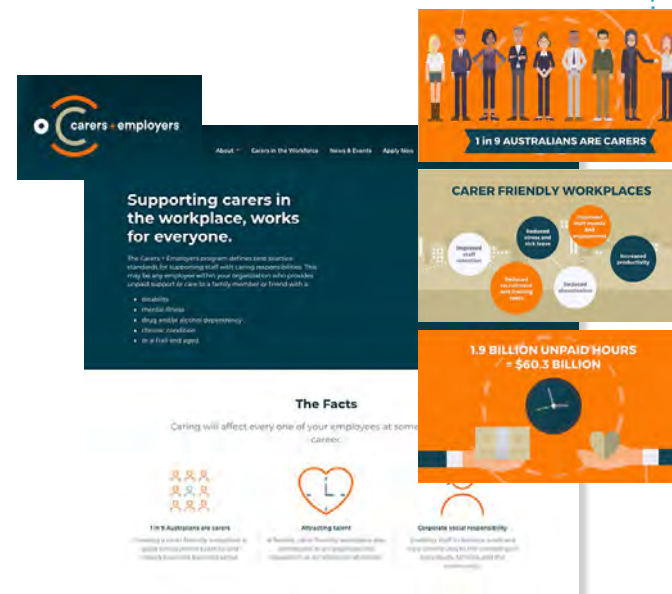 carers + employers
About
Carers in the Workforce
News & Events
Apply Now
Supporting carers in
the workplace, works
for everyone.
The Carers + Employers program defines best practice
standards for supporting staff with caring responsibilities. This
may be any employee within your organisation who provides
unpaid support or care to a family member or friend with a:
disability
mental illness
drug and/or alcohol dependency
chronic condition
or is frail and aged
The Facts
Caring will affect every one of your employees at some
career.
1 in 9 Australians are carers
Attracting talent
Corporate social responsibility
1 in 9 AUSTRALIANS ARE CARERS
CARER FRIENDLY WORKPLACES
Improved
staff
retention
Reduced
stress and
sick leave
Increased
productivity
Reduced
recruitment
and training
costs
Reduced
absenteeism
1.9 BILLION UNPAID HOURS
= $60.3 BILLION